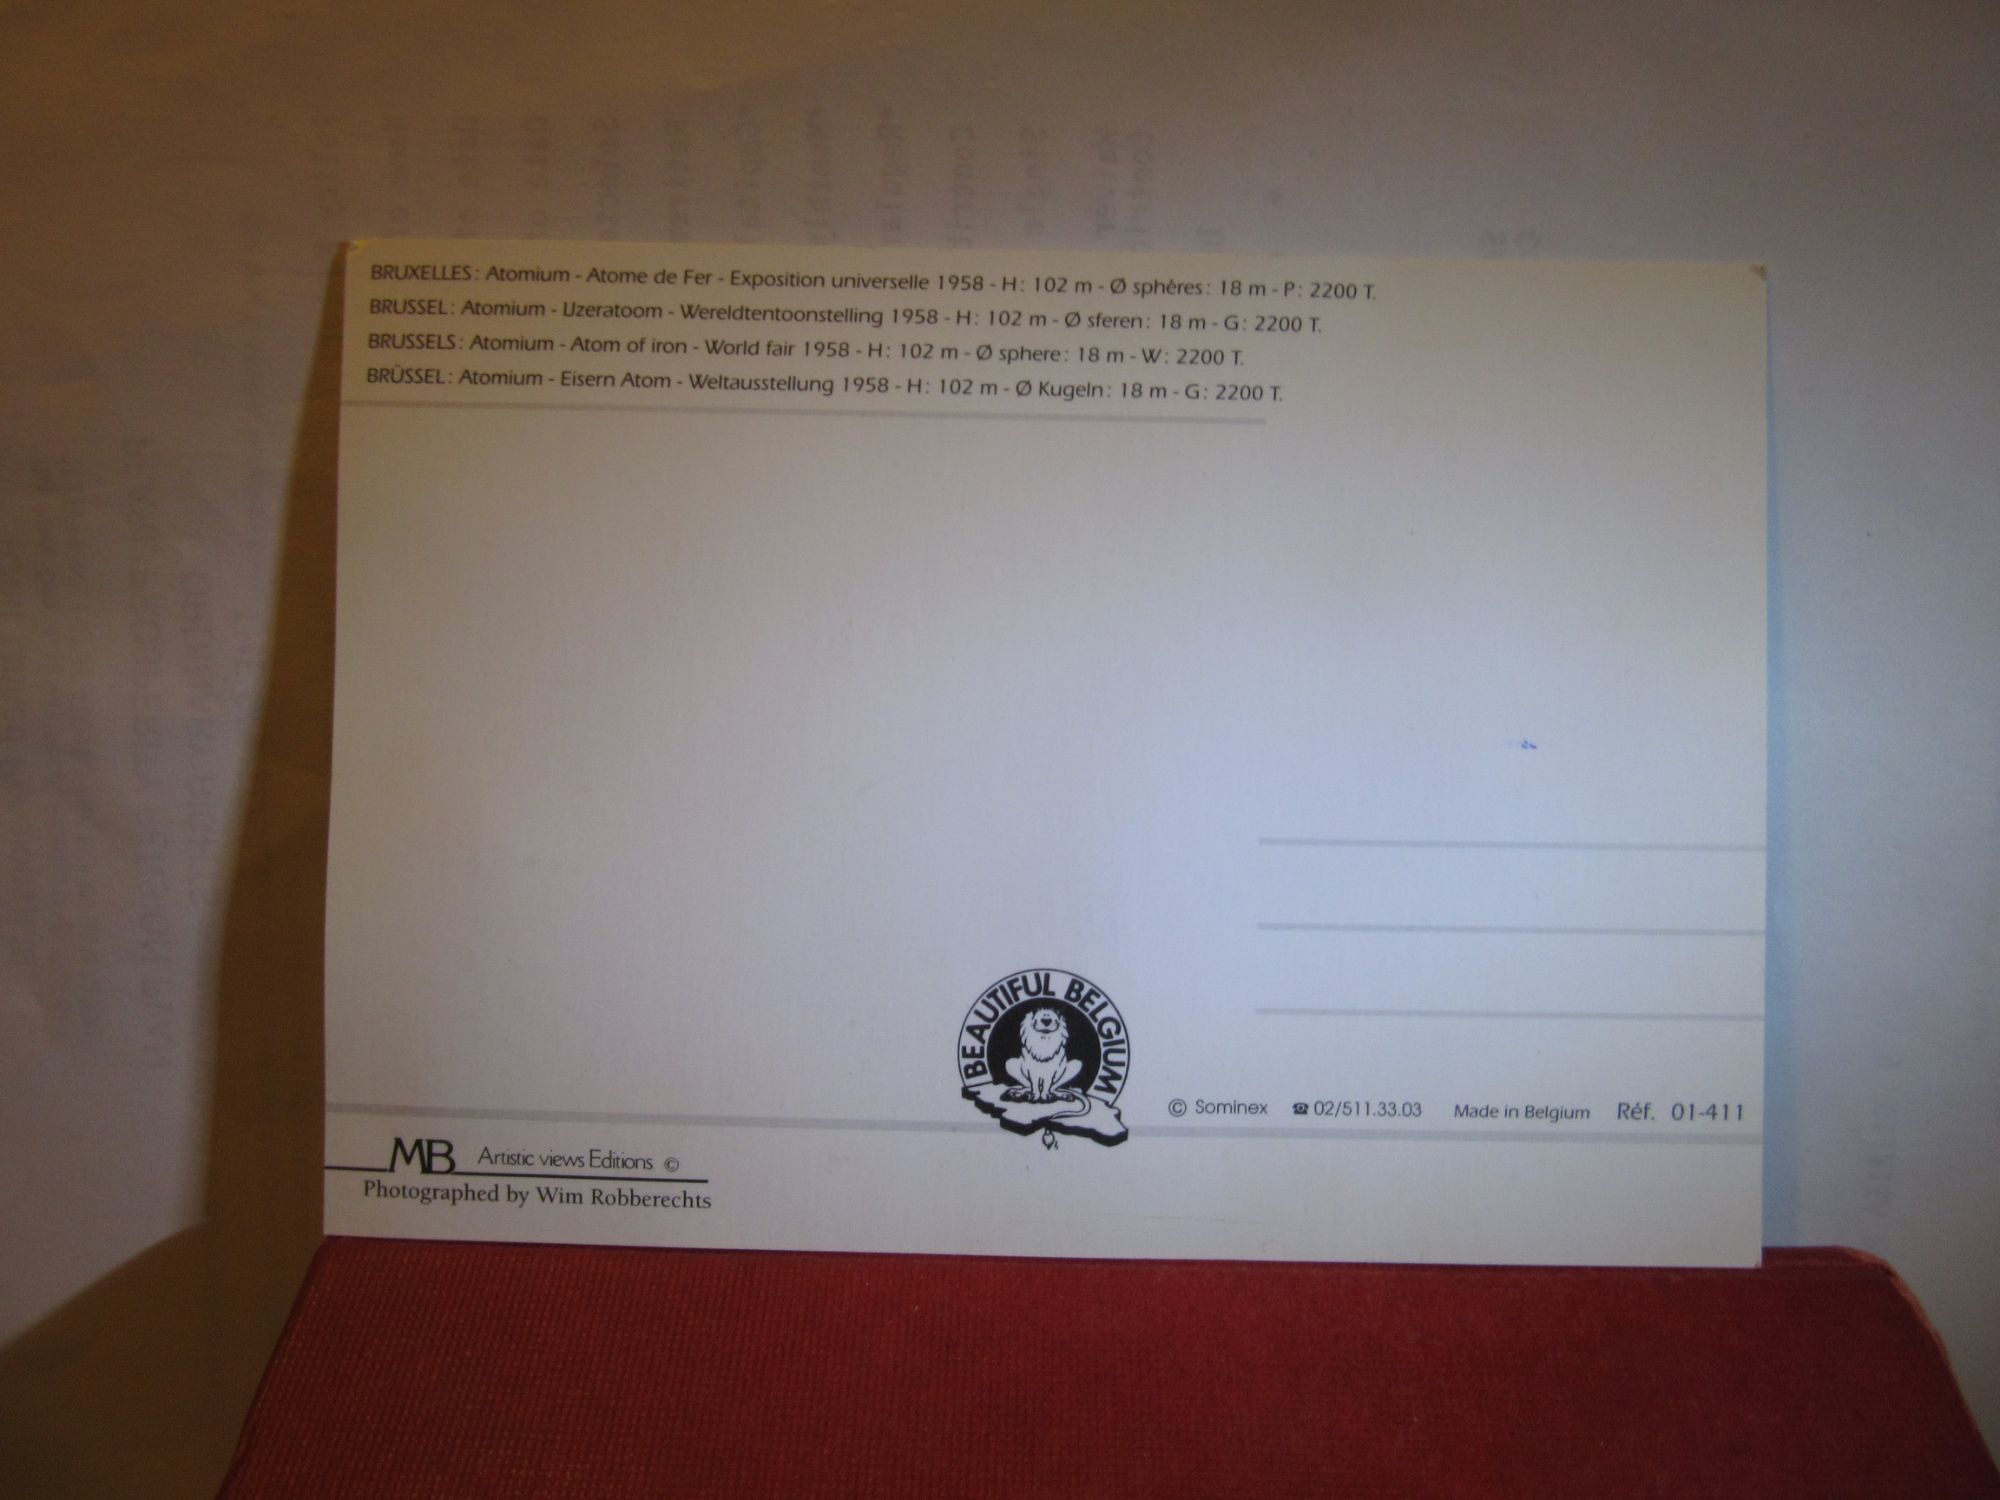 BRUXELLES: Atomium - Atome de Fer - Exposition universelle 1958 - H: 102 m - Ø sphères: 18 m - P: 2200 T.
BRUSSEL: Atomium - IJzeratoom - Wereldtentoonstelling 1958 - H: 102 m - Ø sferen: 18 m - G: 2200 T.
BRUSSELS: Atomium - Atom of iron - World fair 1958 - H: 102 m - Ø sphere: 18 m - W: 2200 T.
BRÜSSEL: Atomium - Eisern Atom - Weltausstellung 1958 - H: 102 m - Ø Kugeln: 18 m - G: 2200 T.
BEAUTIFUL BELGIUM
© Sominex ☎ 02/511.33.03 Made in Belgium Réf. 01-411
MB Artistic views Editions ©
Photographed by Wim Robberechts